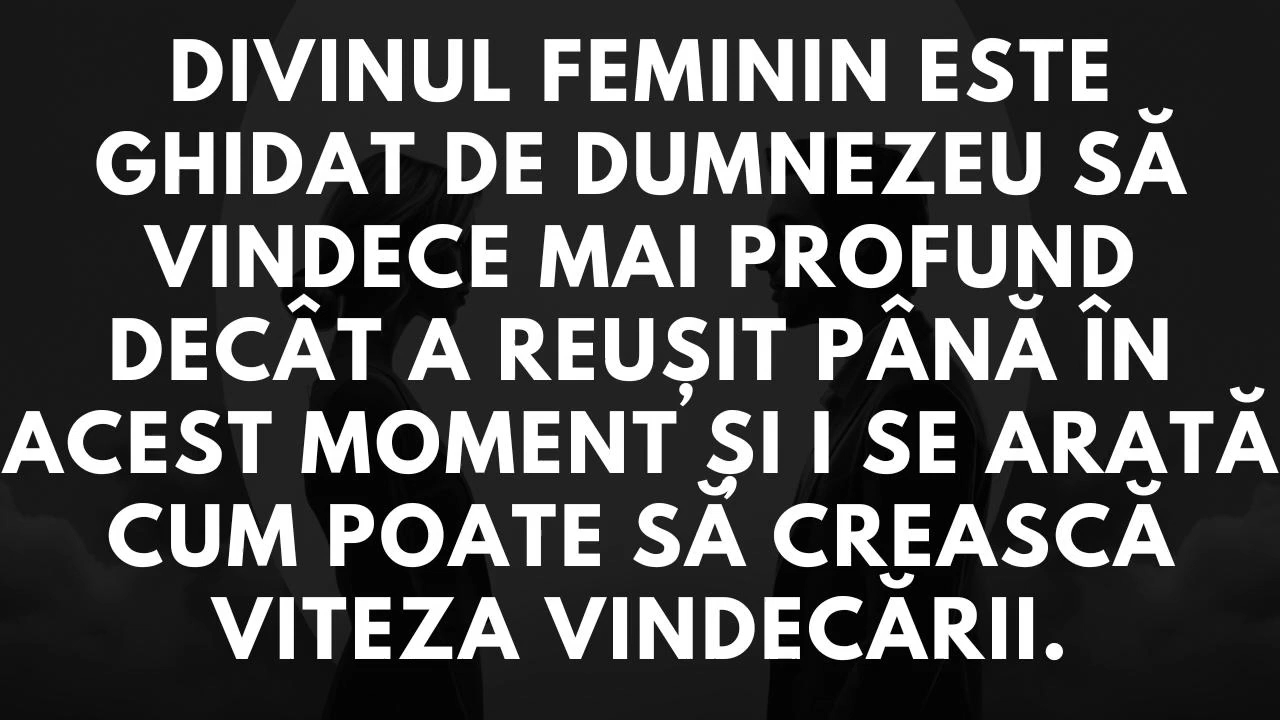 DIVINUL FEMININ ESTE
GHIDAT DE DUMNEZEU SĂ
VINDECE MAI PROFUND
DECÂT A REUȘIT PÂNĂ ÎN
ACEST MOMENT ȘI I SE ARATĂ
CUM POATE SĂ CREASCĂ
VITEZA VINDECĂRII.